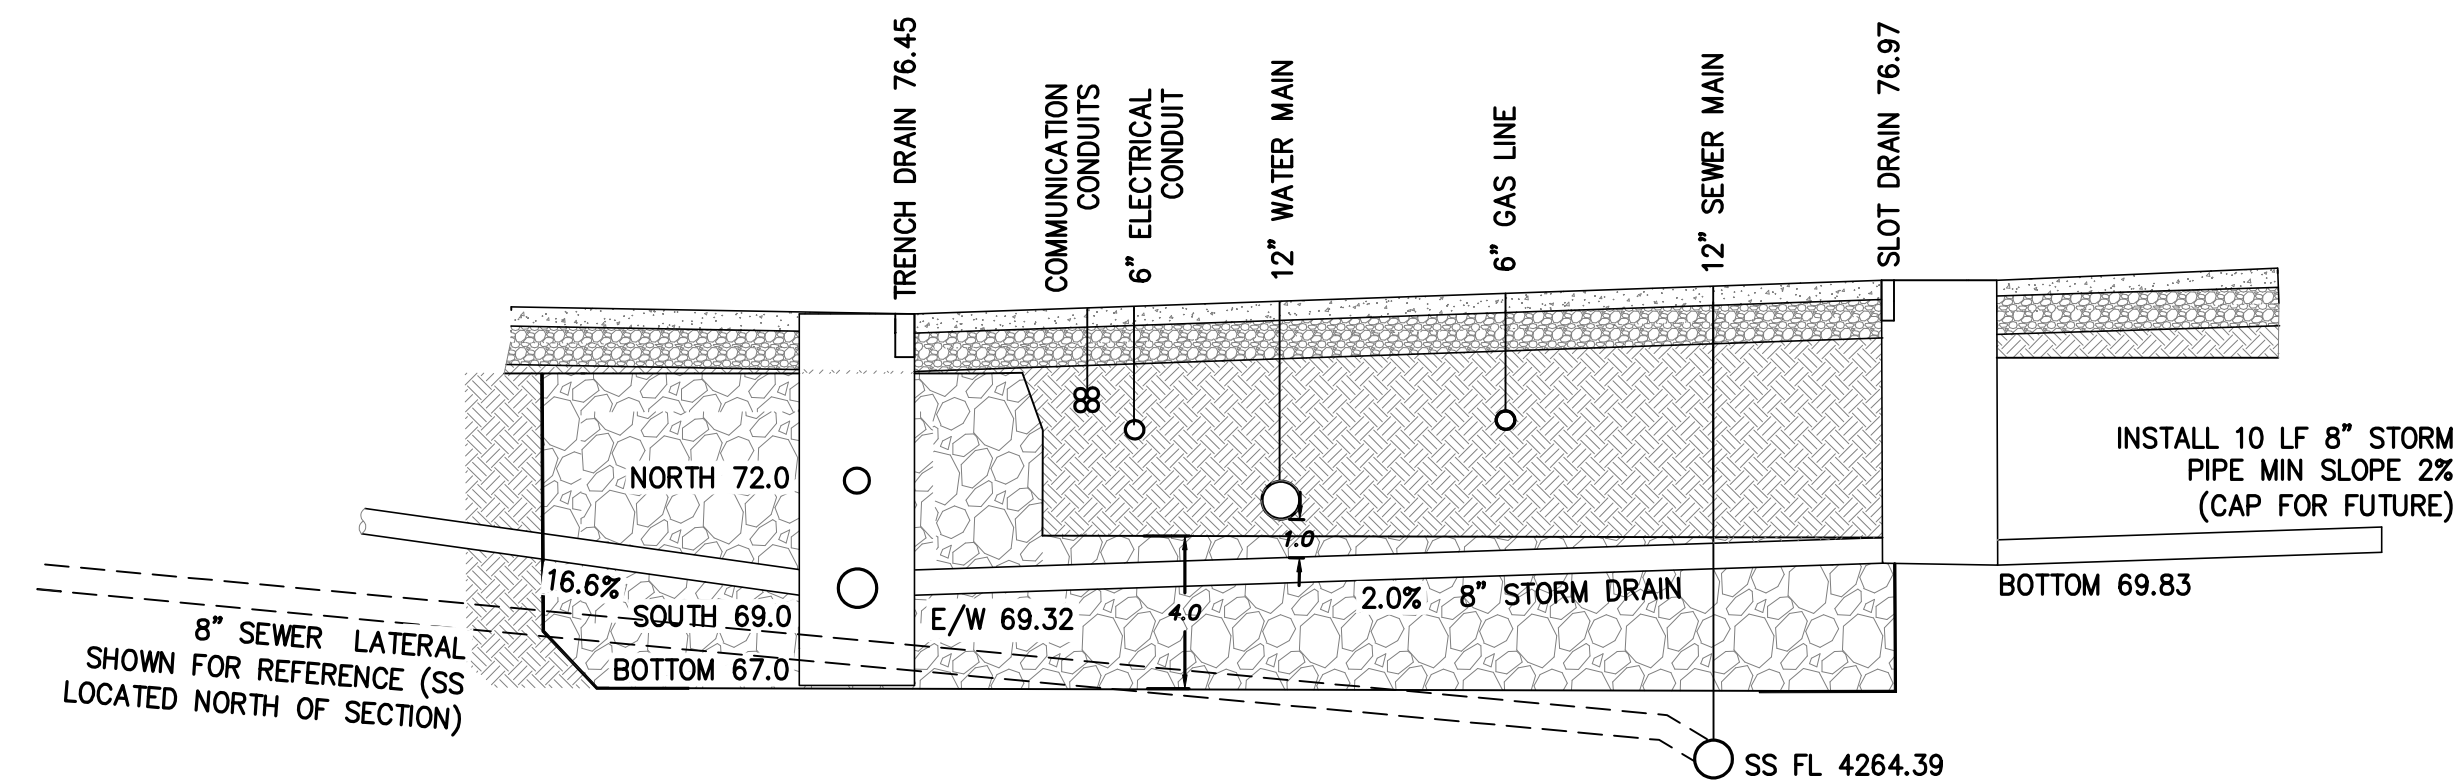 TRENCH DRAIN 76.45
COMMUNICATION
CONDUITS
6" ELECTRICAL
CONDUIT
12" WATER MAIN
6" GAS LINE
12" SEWER MAIN
SLOT DRAIN 76.97
NORTH 72.0
INSTALL 10 LF 8" STORM
PIPE MIN SLOPE 2%
(CAP FOR FUTURE)
1.0
16.6%
SOUTH 69.0
E/W 69.32
4.0
2.0% 8" STORM DRAIN
BOTTOM 69.83
8" SEWER LATERAL
SHOWN FOR REFERENCE (SS
LOCATED NORTH OF SECTION)
BOTTOM 67.0
SS FL 4264.39